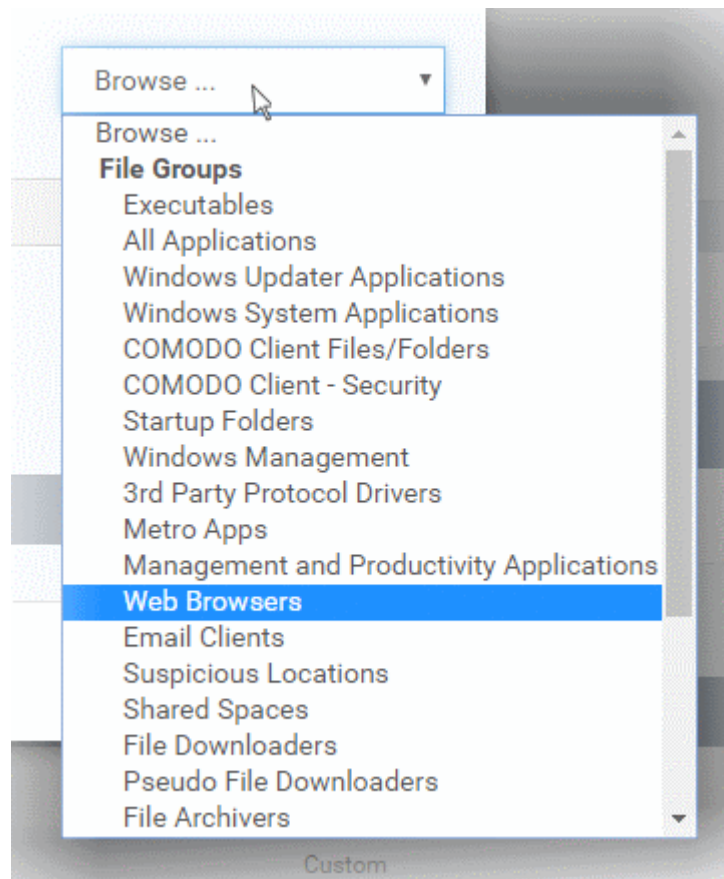 Browse ...
Browse ...
File Groups
Executables
All Applications
Windows Updater Applications
Windows System Applications
COMODO Client Files/Folders
COMODO Client - Security
Startup Folders
Windows Management
3rd Party Protocol Drivers
Metro Apps
Management and Productivity Applications
Web Browsers
Email Clients
Suspicious Locations
Shared Spaces
File Downloaders
Pseudo File Downloaders
File Archivers
Custom